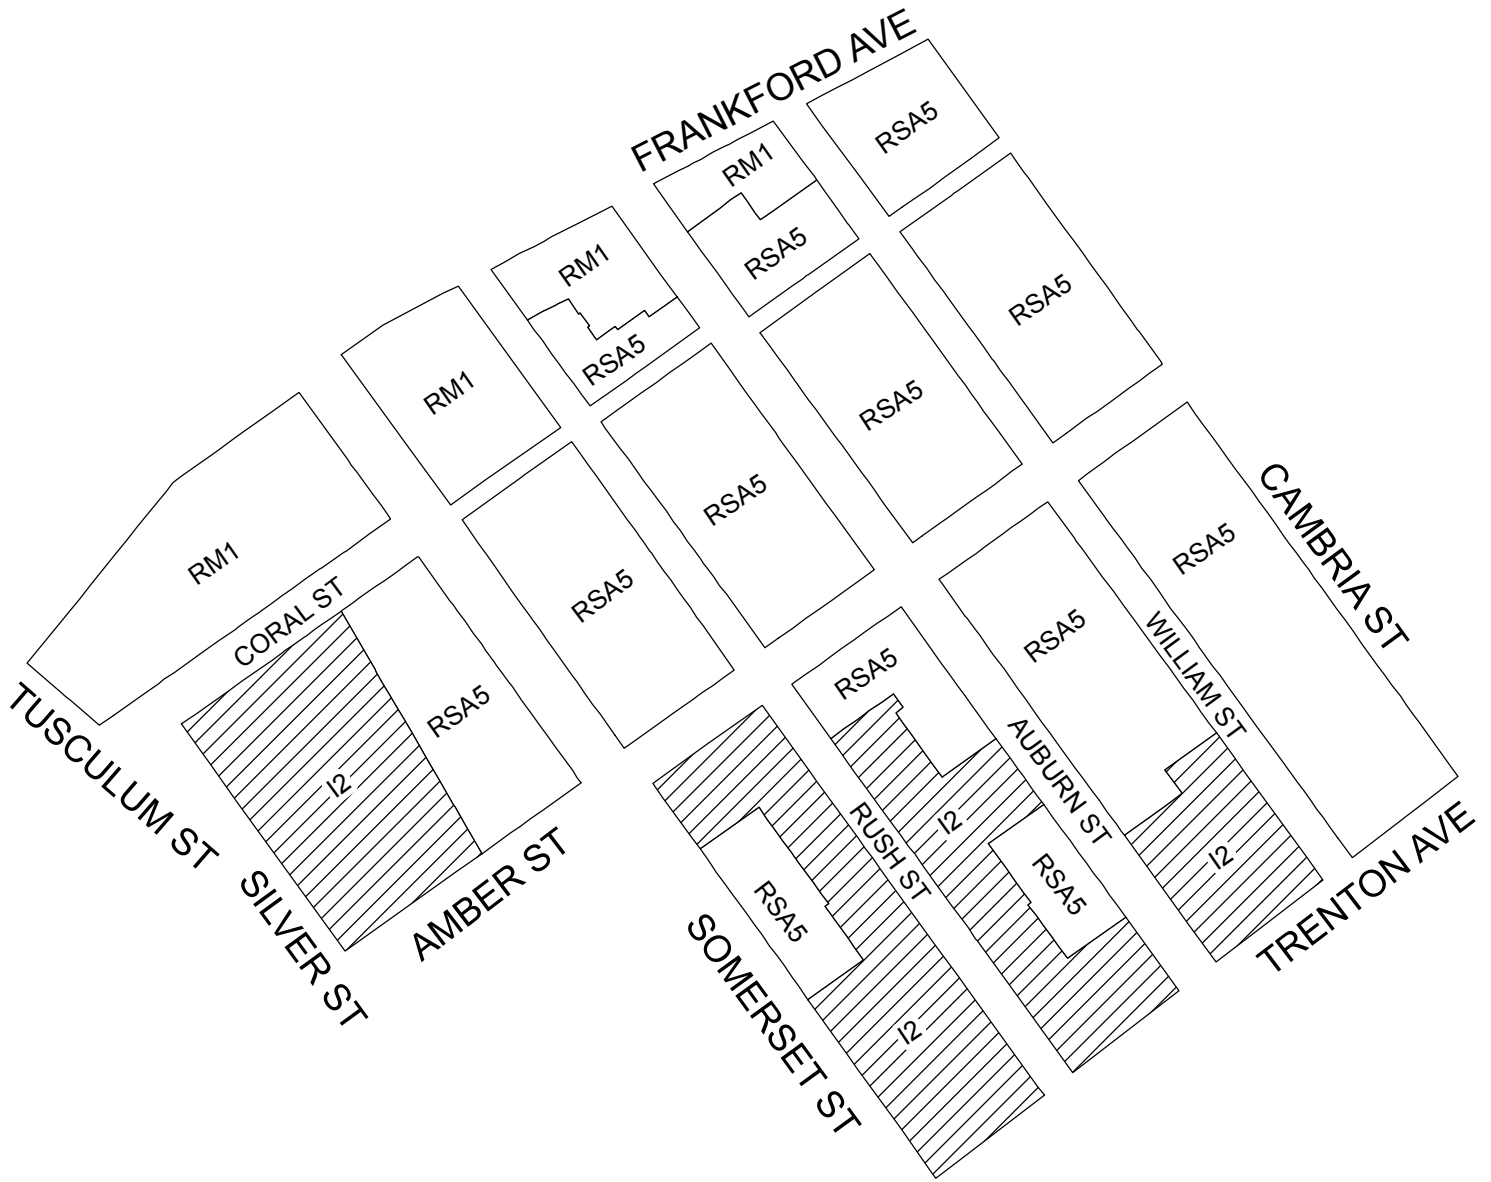 FRANKFORD AVE
RSA5
RM1
RSA5
RM1
RSA5
RSA5
RM1
RSA5
RSA5
RM1
RSA5
RSA5
CORAL ST
RSA5
RSA5
RSA5
CAMBRIA ST
WILLIAM ST
TUSCULUM ST
I2
RSA5
AUBURN ST
I2
RUSH ST
I2
RSA5
RSA5
SILVER ST
AMBER ST
TRENTON AVE
SOMERSET ST
I2